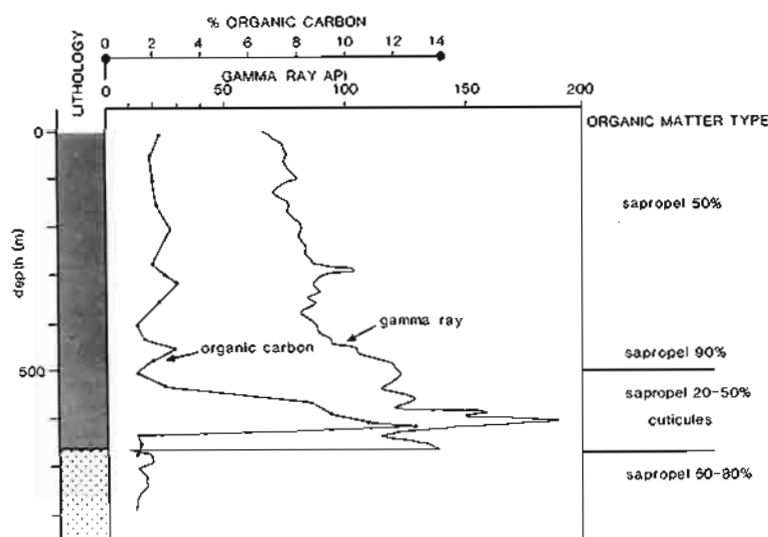 % ORGANIC CARBON
0 2 4 6 8 10 12 14
GAMMA RAY API
0 50 100 150 200
LITHOLOGY
ORGANIC MATTER TYPE
0
sapropel 50%
depth (m)
gamma ray
organic carbon
sapropel 90%
500
sapropel 20-50%
cuticules
sapropel 60-80%